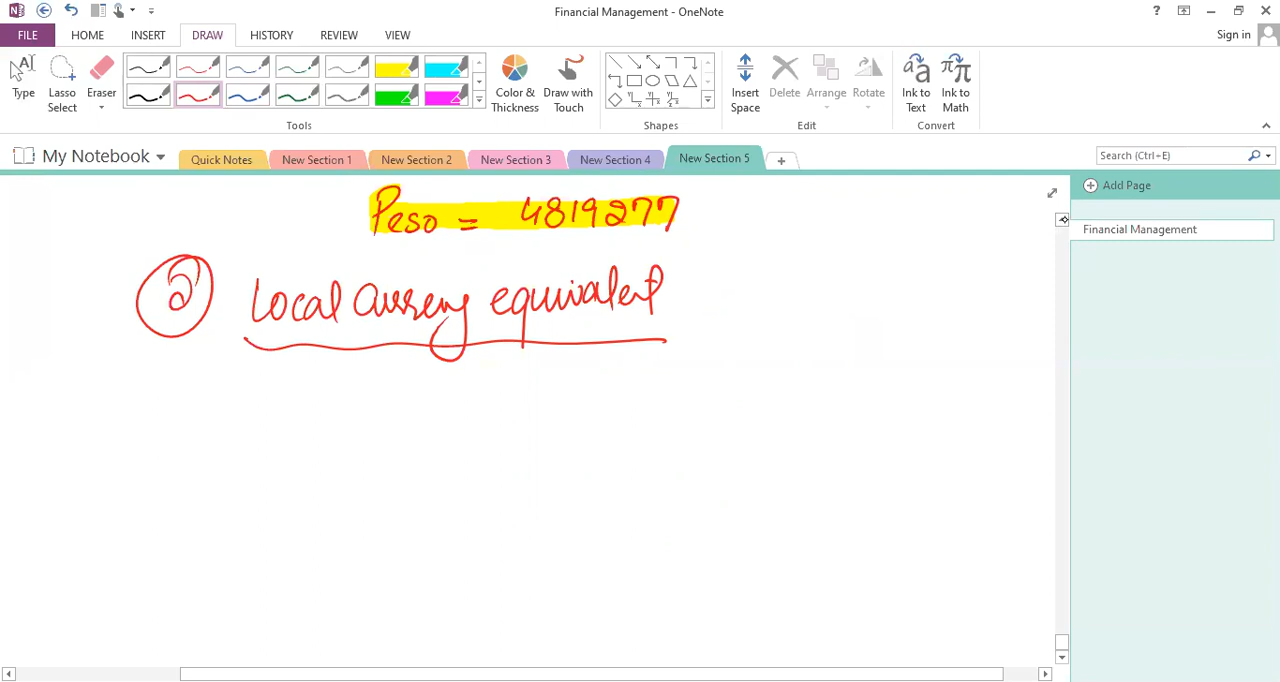 Financial Management - OneNote
?
FILE HOME INSERT DRAW HISTORY REVIEW VIEW
Sign in
Type
Lasso Select
Eraser
Color & Thickness
Draw with Touch
Insert Space
Delete
Arrange
Rotate
Ink to Text
Ink to Math
Tools
Shapes
Edit
Convert
My Notebook
Quick Notes New Section 1 New Section 2 New Section 3 New Section 4 New Section 5
Search (Ctrl+E)
Add Page
Financial Management
Peso = 4819277
② Local currency equivalent